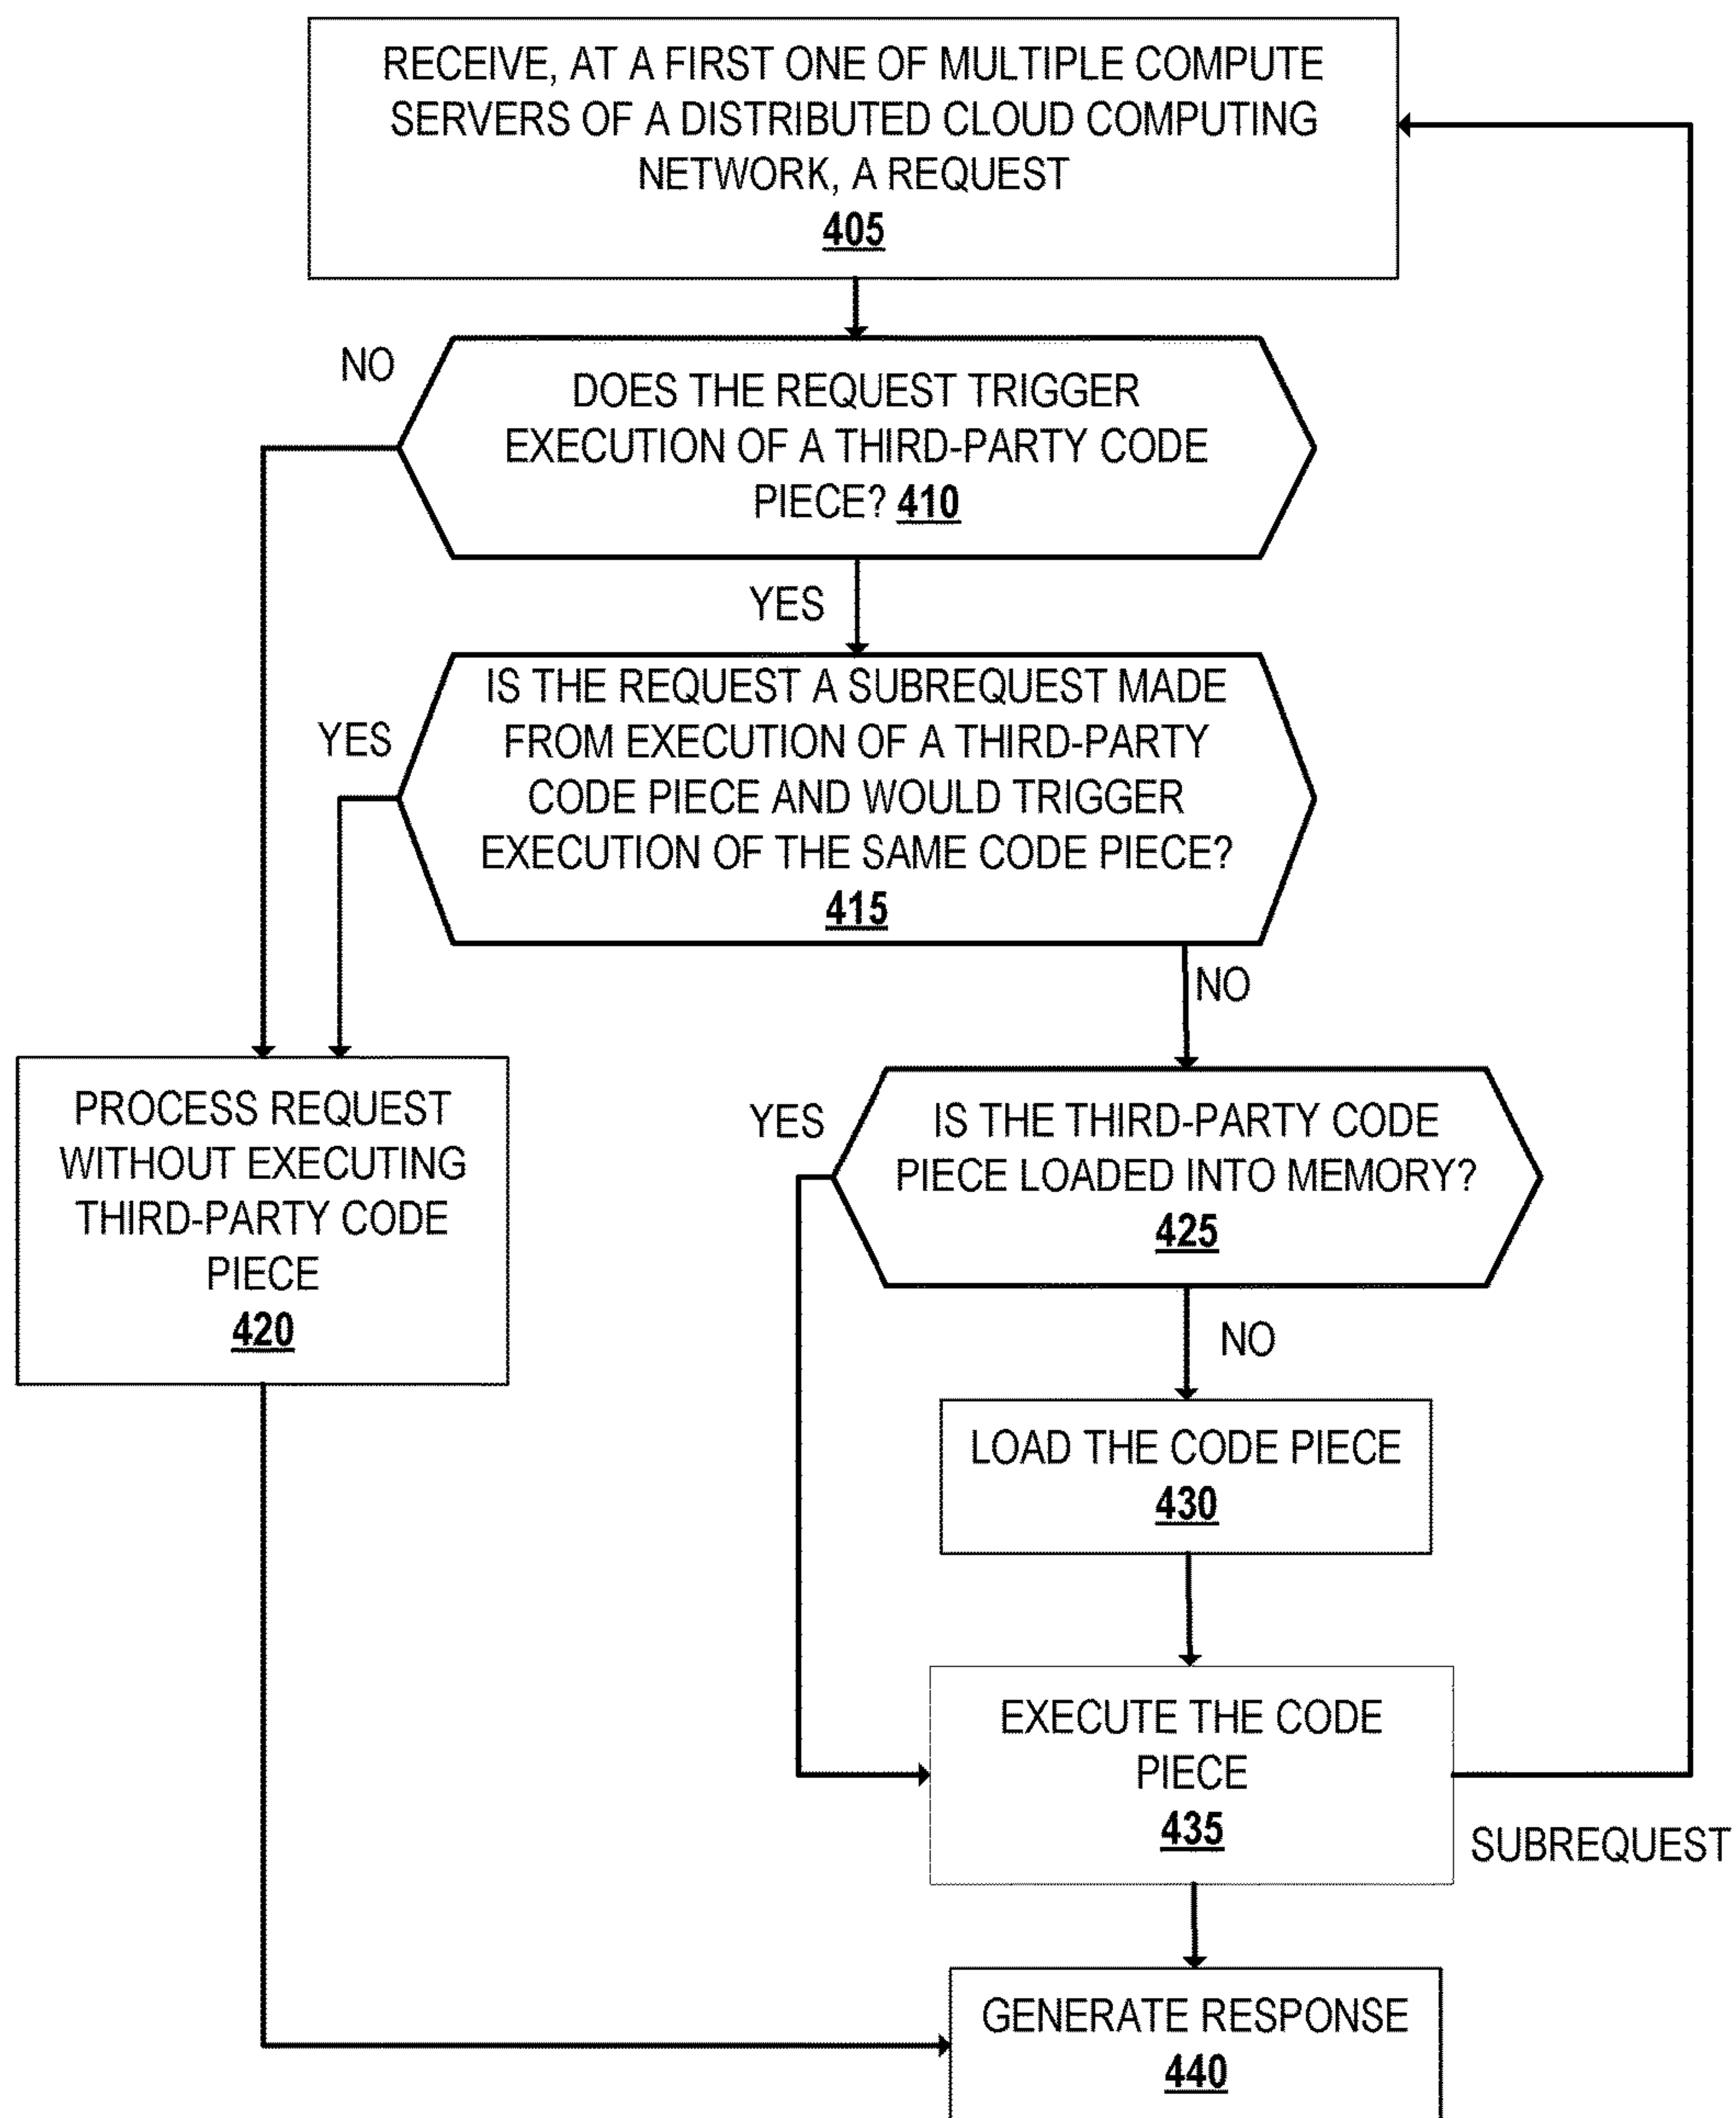 RECEIVE, AT A FIRST ONE OF MULTIPLE COMPUTE
SERVERS OF A DISTRIBUTED CLOUD COMPUTING
NETWORK, A REQUEST
405
NO
DOES THE REQUEST TRIGGER
EXECUTION OF A THIRD-PARTY CODE
PIECE? 410
YES
IS THE REQUEST A SUBREQUEST MADE
FROM EXECUTION OF A THIRD-PARTY
CODE PIECE AND WOULD TRIGGER
EXECUTION OF THE SAME CODE PIECE?
415
YES
NO
PROCESS REQUEST
WITHOUT EXECUTING
THIRD-PARTY CODE
PIECE
420
YES
IS THE THIRD-PARTY CODE
PIECE LOADED INTO MEMORY?
425
NO
LOAD THE CODE PIECE
430
EXECUTE THE CODE
PIECE
435
SUBREQUEST
GENERATE RESPONSE
440